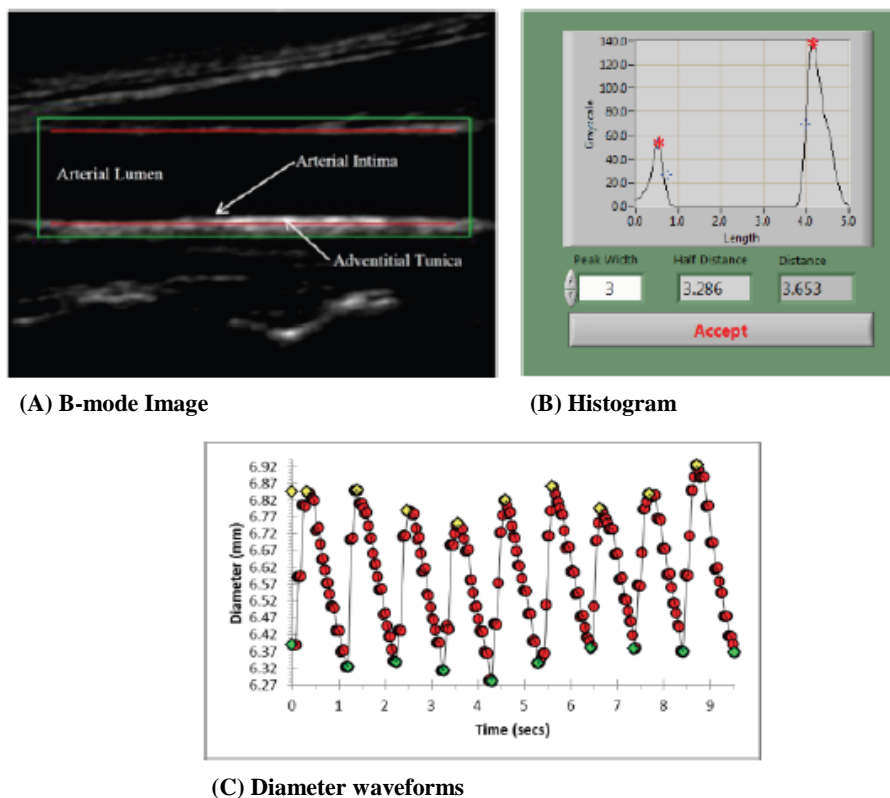 Arterial Lumen
Arterial Intima
Adventitial Tunica
(A) B-mode Image
Grayscale
140.0
120.0
100.0
80.0
60.0
40.0
20.0
0.0
0.0 1.0 2.0 3.0 4.0 5.0
Length
Peak Width Half Distance Distance
3 3.286 3.653
Accept
(B) Histogram
Diameter (mm)
6.92
6.87
6.82
6.77
6.72
6.67
6.62
6.57
6.52
6.47
6.42
6.37
6.32
6.27
0 1 2 3 4 5 6 7 8 9
Time (secs)
(C) Diameter waveforms